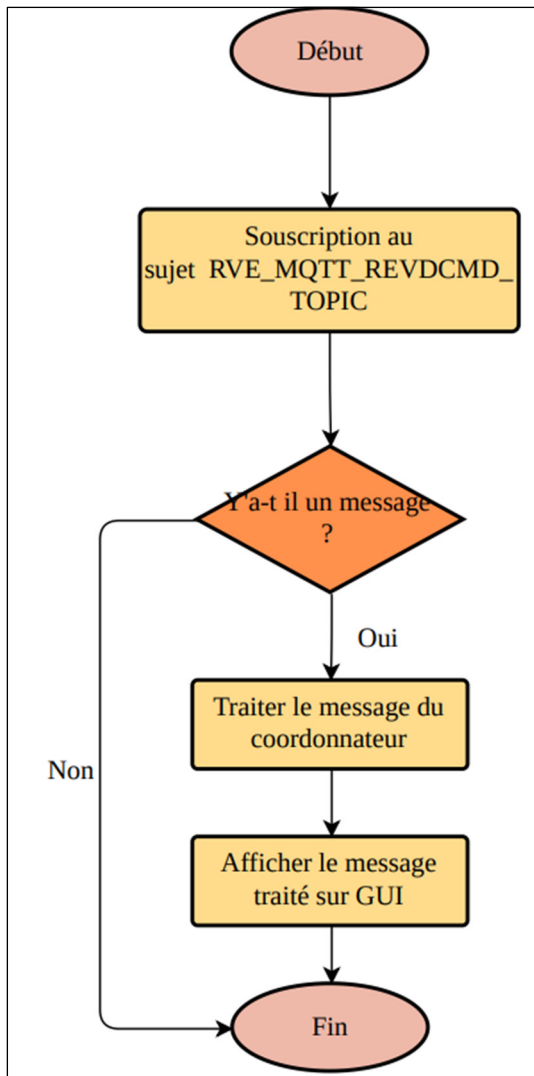 Début
Souscription au
sujet RVE_MQTT_REVDCMD_
TOPIC
Y'a-t il un message
?
Oui
Traiter le message du
coordonnateur
Non
Afficher le message
traité sur GUI
Fin